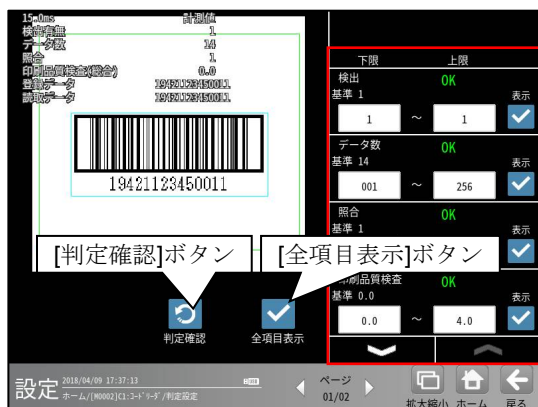 15.0ms 計測値
検出有無 1
データ数 14
照合 1
印刷品質検査(総合) 0.0
登録データ 19421123450011
読取データ 19421123450011
19421123450011
下限 上限
検出 OK
基準 1 表示
1 ～ 1
データ数 OK
基準 14 表示
001 ～ 256
照合 OK
基準 1 表示
[判定確認]ボタン [全項目表示]ボタン
印刷品質検査 OK
基準 0.0 表示
0.0 ～ 4.0
判定確認 全項目表示
設定 2018/04/09 17:37:13
ホーム/[M0002]C1:コードリーダ/判定設定
ページ
01/02
拡大縮小 ホーム 戻る